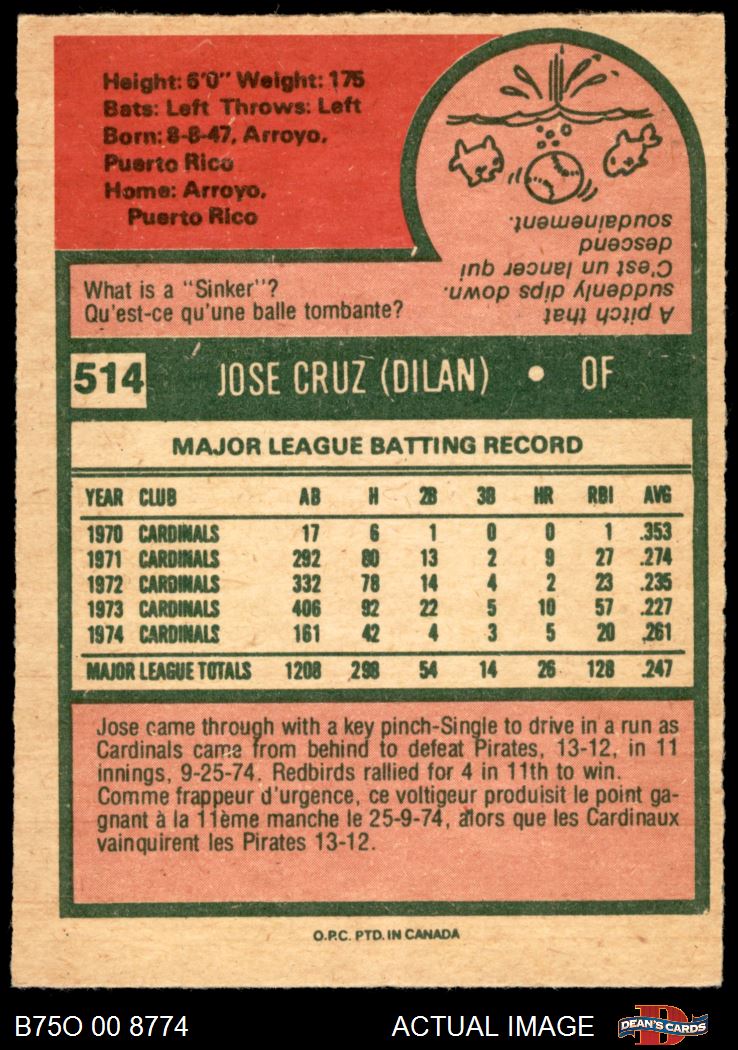 Height: 6'0" Weight: 175
Bats: Left Throws: Left
Born: 8-8-47, Arroyo,
Puerto Rico
Home: Arroyo,
Puerto Rico
What is a "Sinker"?
Qu'est-ce qu'une balle tombante?
A pitch that
suddenly dips down.
C'est un lancer qui
descend
soudainement.
514 JOSE CRUZ (DILAN) • OF
MAJOR LEAGUE BATTING RECORD
YEAR CLUB AB H 2B 3B HR RBI AVG
1970 CARDINALS 17 6 1 0 0 1 .353
1971 CARDINALS 292 80 13 2 9 27 .274
1972 CARDINALS 332 78 14 4 2 23 .235
1973 CARDINALS 406 92 22 5 10 57 .227
1974 CARDINALS 161 42 4 3 5 20 .261
MAJOR LEAGUE TOTALS 1208 298 54 14 26 128 .247
Jose came through with a key pinch-Single to drive in a run as
Cardinals came from behind to defeat Pirates, 13-12, in 11
innings, 9-25-74. Redbirds rallied for 4 in 11th to win.
Comme frappeur d'urgence, ce voltigeur produisit le point ga-
gnant à la 11ème manche le 25-9-74, alors que les Cardinaux
vainquirent les Pirates 13-12.
O.P.C. PTD. IN CANADA
B75O 00 8774 ACTUAL IMAGE
D
DEAN'S CARDS